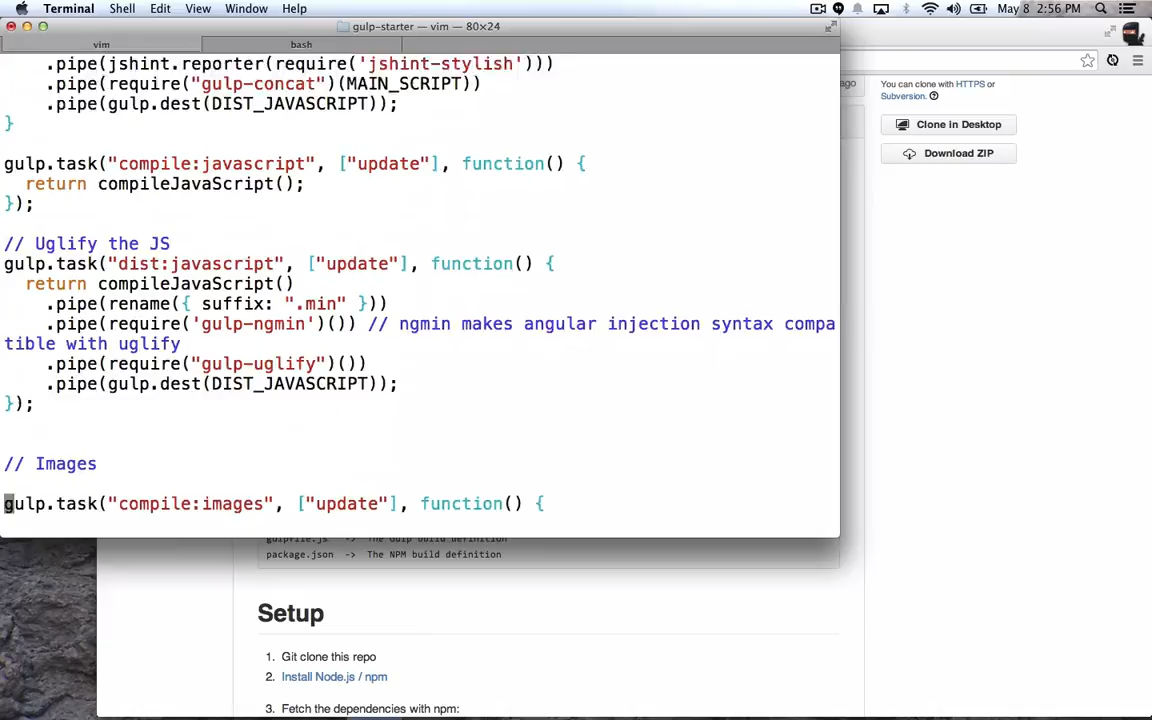 Terminal Shell Edit View Window Help May 8 2:56 PM
gulp-starter — vim — 80×24
vim bash
.pipe(jshint.reporter(require('jshint-stylish')))
.pipe(require("gulp-concat")(MAIN_SCRIPT))
.pipe(gulp.dest(DIST_JAVASCRIPT));
}
gulp.task("compile:javascript", ["update"], function() {
return compileJavaScript();
});
// Uglify the JS
gulp.task("dist:javascript", ["update"], function() {
return compileJavaScript()
.pipe(rename({ suffix: ".min" }))
.pipe(require('gulp-ngmin')()) // ngmin makes angular injection syntax compa
tible with uglify
.pipe(require("gulp-uglify")())
.pipe(gulp.dest(DIST_JAVASCRIPT));
});
// Images
gulp.task("compile:images", ["update"], function() {
ago
You can clone with HTTPS or
Subversion.
Clone in Desktop
Download ZIP
gulpfile.js -> The Gulp build definition
package.json -> The NPM build definition
Setup
1. Git clone this repo
2. Install Node.js / npm
3. Fetch the dependencies with npm: